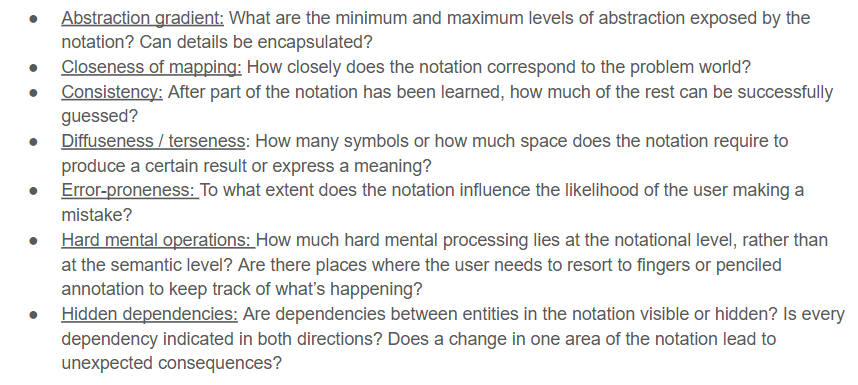 ● Abstraction gradient: What are the minimum and maximum levels of abstraction exposed by the
notation? Can details be encapsulated?
● Closeness of mapping: How closely does the notation correspond to the problem world?
● Consistency: After part of the notation has been learned, how much of the rest can be successfully
guessed?
● Diffuseness / terseness: How many symbols or how much space does the notation require to
produce a certain result or express a meaning?
● Error-proneness: To what extent does the notation influence the likelihood of the user making a
mistake?
● Hard mental operations: How much hard mental processing lies at the notational level, rather than
at the semantic level? Are there places where the user needs to resort to fingers or penciled
annotation to keep track of what’s happening?
● Hidden dependencies: Are dependencies between entities in the notation visible or hidden? Is every
dependency indicated in both directions? Does a change in one area of the notation lead to
unexpected consequences?